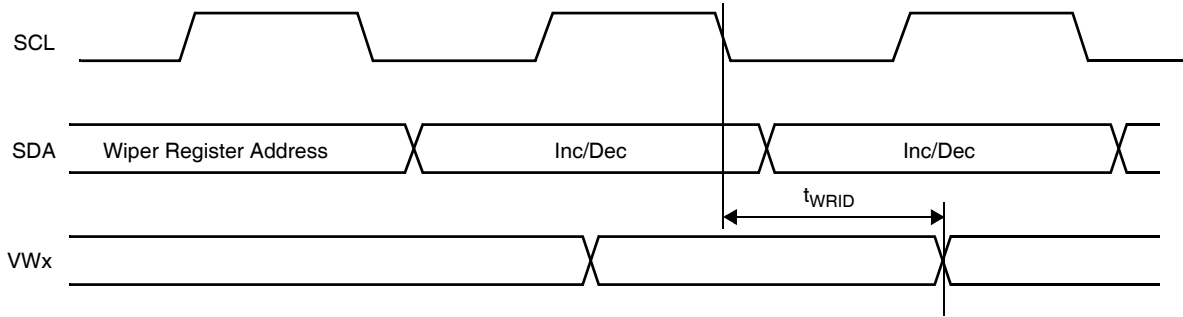 SCL
SDA
Wiper Register Address
Inc/Dec
Inc/Dec
tWRID
VWx